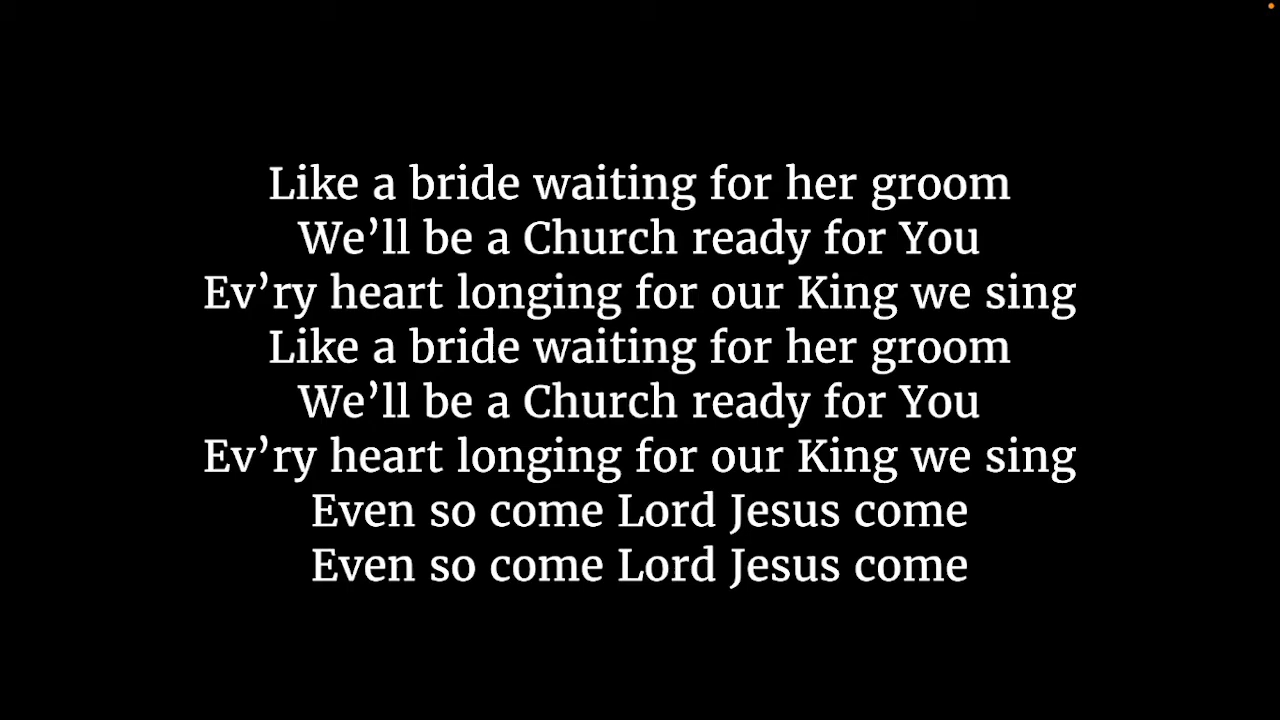 Like a bride waiting for her groom
We’ll be a Church ready for You
Ev’ry heart longing for our King we sing
Like a bride waiting for her groom
We’ll be a Church ready for You
Ev’ry heart longing for our King we sing
Even so come Lord Jesus come
Even so come Lord Jesus come